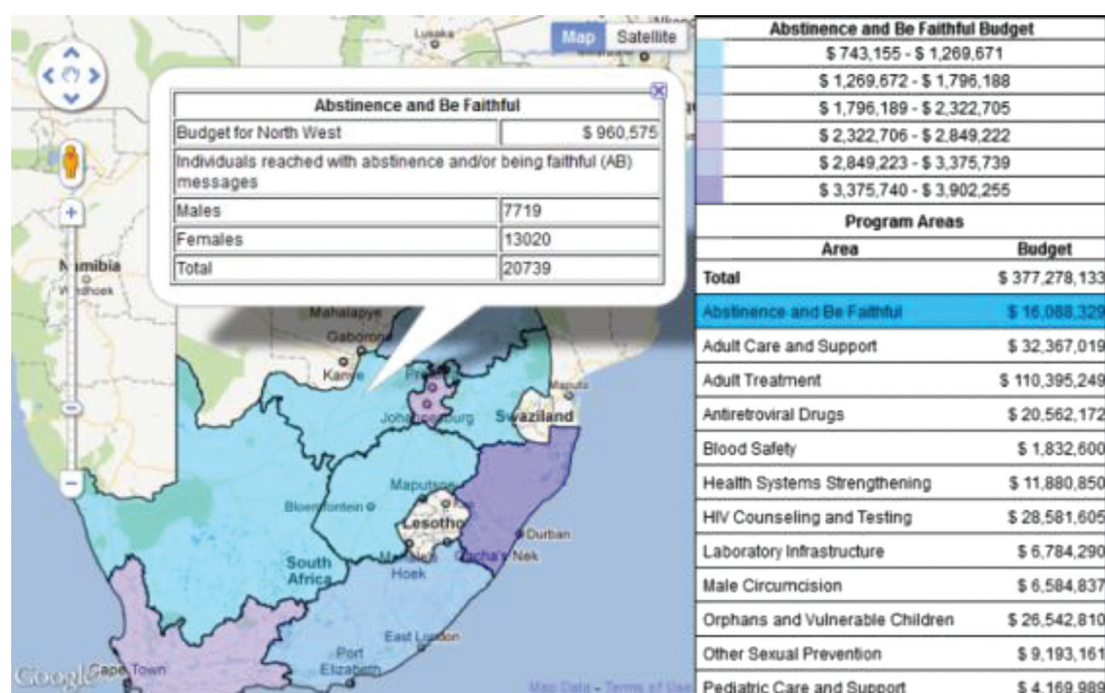 Lusaka
Map
Satellite
Abstinence and Be Faithful
Budget for North West $ 960,575
Individuals reached with abstinence and/or being faithful (AB)
messages
Males 7719
Females 13020
Total 20739
Namibia
Windhoek
Mahalapye
Gaborone
Kanye
Maputo
Johannesburg
Swaziland
Maputsoe
Bloemfontein
Lesotho
Durban
Qacha's Nek
Hoek
South
Africa
East London
Port
Elizabeth
Cape Town
Google
Map Data - Terms of Use
Abstinence and Be Faithful Budget
$ 743,155 - $ 1,269,671
$ 1,269,672 - $ 1,796,188
$ 1,796,189 - $ 2,322,705
$ 2,322,706 - $ 2,849,222
$ 2,849,223 - $ 3,375,739
$ 3,375,740 - $ 3,902,255
Program Areas
Area Budget
Total $ 377,278,133
Abstinence and Be Faithful $ 16,088,329
Adult Care and Support $ 32,367,019
Adult Treatment $ 110,395,249
Antiretroviral Drugs $ 20,562,172
Blood Safety $ 1,832,600
Health Systems Strengthening $ 11,880,850
HIV Counseling and Testing $ 28,581,605
Laboratory Infrastructure $ 6,784,290
Male Circumcision $ 6,584,837
Orphans and Vulnerable Children $ 26,542,810
Other Sexual Prevention $ 9,193,161
Pediatric Care and Support $ 4,169,989